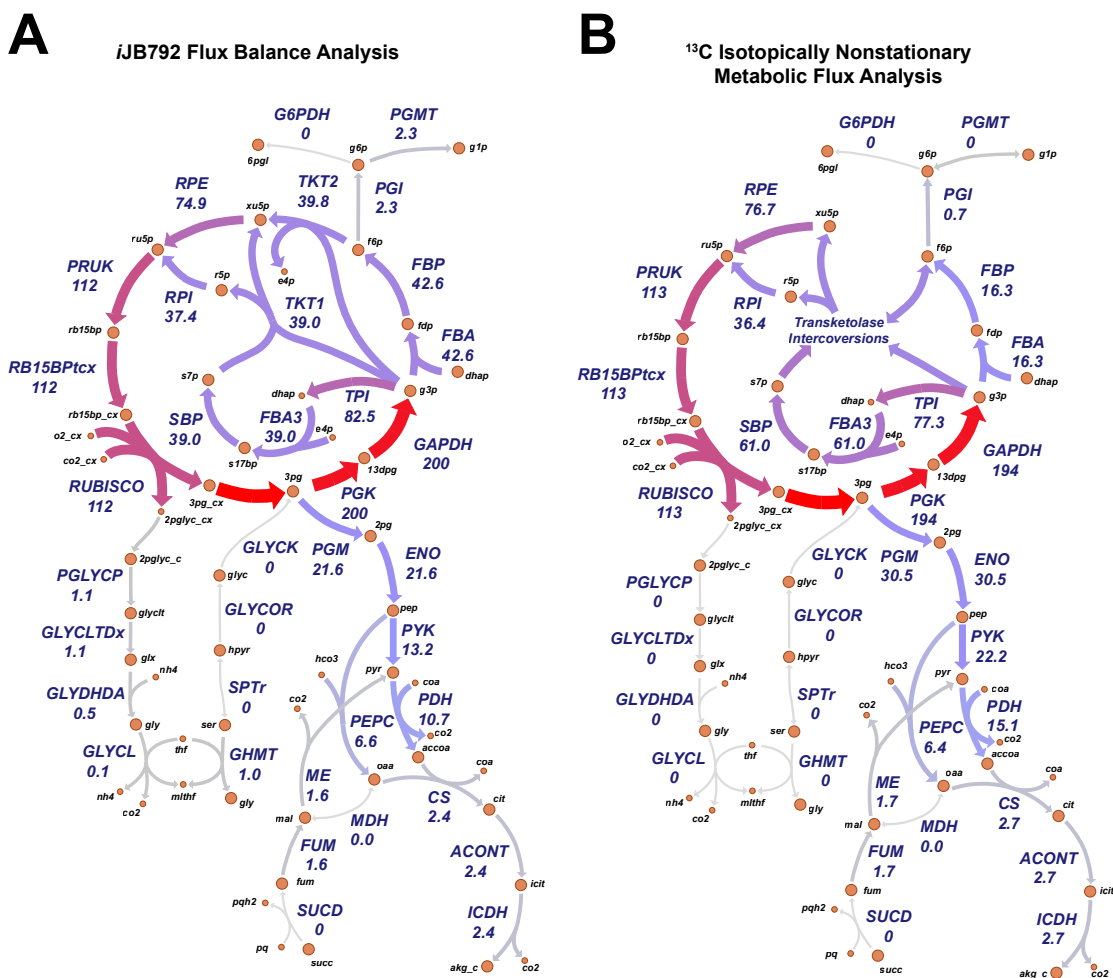 A
iJB792 Flux Balance Analysis
G6PDH
0
PGMT
2.3
6pgl
g6p
g1p
RPE
74.9
TKT2
39.8
PGI
2.3
xu5p
ru5p
f6p
e4p
r5p
PRUK
112
RPI
37.4
TKT1
39.0
FBP
42.6
rb15bp
fdp
FBA
42.6
RB15BPtcx
112
s7p
dhap
dhap
g3p
TPI
82.5
SBP
39.0
FBA3
39.0
rb15bp_cx
o2_cx
co2_cx
e4p
s17bp
GAPDH
200
13dpg
RUBISCO
112
3pg_cx
3pg
PGK
200
2pglyc_cx
2pg
2pglyc_c
GLYCK
0
PGM
21.6
ENO
21.6
PGLYCP
1.1
glyc
glyclt
GLYCOR
0
pep
GLYCLTDx
1.1
PYK
13.2
hpyr
glx
nh4
hco3
pyr
coa
GLYDHDA
0.5
SPTr
0
PDH
10.7
co2
gly
ser
PEPC
6.6
co2
accoa
GLYCL
0.1
thf
GHMT
1.0
coa
nh4
co2
mlthf
gly
ME
1.6
oaa
CS
2.4
cit
mal
MDH
0.0
FUM
1.6
ACONT
2.4
fum
icit
pqh2
SUCD
0
ICDH
2.4
pq
succ
akg_c
co2
B
¹³C Isotopically Nonstationary
Metabolic Flux Analysis
G6PDH
0
PGMT
0
6pgl
g6p
g1p
RPE
76.7
PGI
0.7
xu5p
ru5p
f6p
r5p
PRUK
113
RPI
36.4
FBP
16.3
Transketolase
Intercoversions
rb15bp
fdp
FBA
16.3
RB15BPtcx
113
s7p
dhap
dhap
g3p
TPI
77.3
SBP
61.0
FBA3
61.0
rb15bp_cx
o2_cx
co2_cx
e4p
s17bp
GAPDH
194
13dpg
RUBISCO
113
3pg_cx
3pg
PGK
194
2pglyc_cx
2pg
2pglyc_c
GLYCK
0
PGM
30.5
ENO
30.5
PGLYCP
0
glyc
glyclt
GLYCOR
0
pep
GLYCLTDx
0
PYK
22.2
hpyr
glx
nh4
hco3
pyr
coa
GLYDHDA
0
SPTr
0
PDH
15.1
co2
gly
ser
PEPC
6.4
co2
accoa
GLYCL
0
thf
GHMT
0
coa
nh4
co2
mlthf
gly
ME
1.7
oaa
CS
2.7
cit
mal
MDH
0.0
FUM
1.7
ACONT
2.7
fum
icit
pqh2
SUCD
0
ICDH
2.7
pq
succ
akg_c
co2